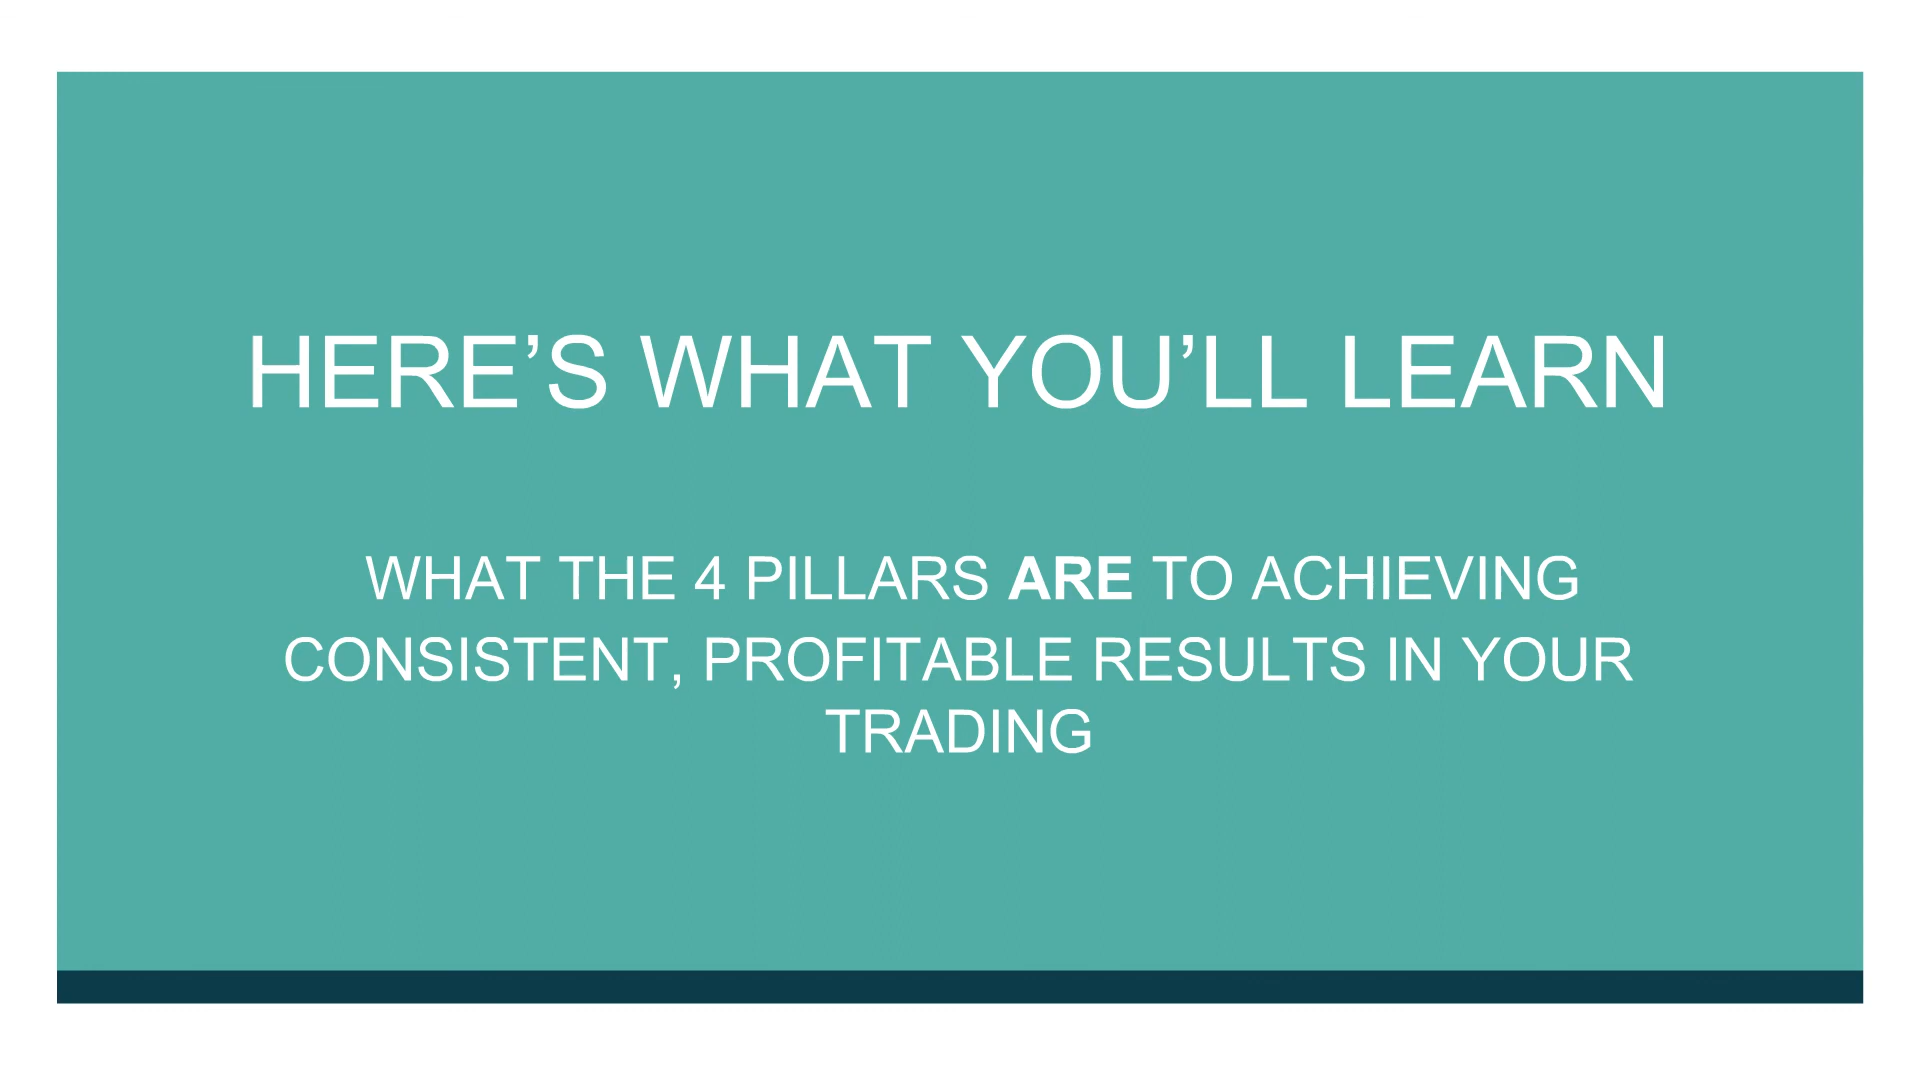 HERE’S WHAT YOU’LL LEARN
WHAT THE 4 PILLARS ARE TO ACHIEVING
CONSISTENT, PROFITABLE RESULTS IN YOUR
TRADING